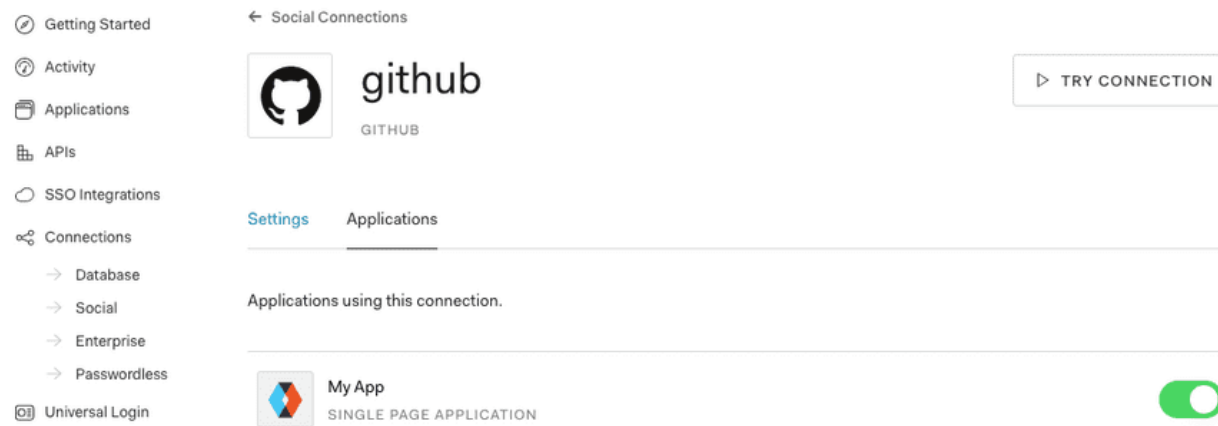 Getting Started
Activity
Applications
APIs
SSO Integrations
Connections
Database
Social
Enterprise
Passwordless
Universal Login
Social Connections
github
GITHUB
TRY CONNECTION
Settings
Applications
Applications using this connection.
My App
SINGLE PAGE APPLICATION